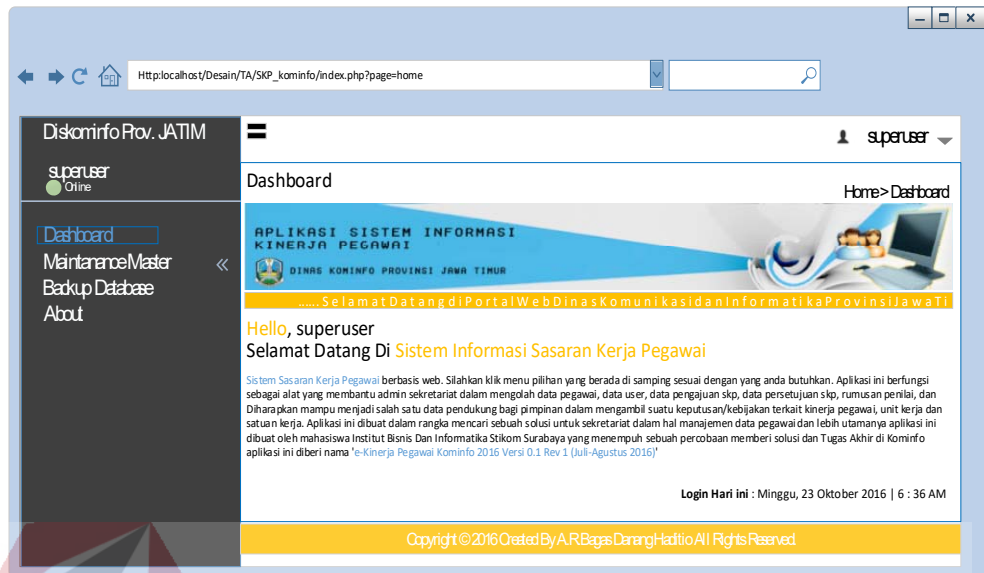 Http:localhost/Desain/TA/SKP_kominfo/index.php?page=home
Diskominfo Prov. JATIM
superuser
superuser
Online
Dashboard
Home > Dashboard
Dashboard
Maintanance Master
Backup Database
About
APLIKASI SISTEM INFORMASI
KINERJA PEGAWAI
DINAS KOMINFO PROVINSI JAWA TIMUR
......Selamat Datang di Portal Web Dinas Komunikasi dan Informatika Provinsi Jawa Ti
Hello, superuser
Selamat Datang Di Sistem Informasi Sasaran Kerja Pegawai
Sistem Sasaran Kerja Pegawai berbasis web. Silahkan klik menu pilihan yang berada di samping sesuai dengan yang anda butuhkan. Aplikasi ini berfungsi
sebagai alat yang membantu admin sekretariat dalam mengolah data pegawai, data user, data pengajuan skp, data persetujuan skp, rumusan penilai, dan
Diharapkan mampu menjadi salah satu data pendukung bagi pimpinan dalam mengambil suatu keputusan/kebijakan terkait kinerja pegawai, unit kerja dan
satuan kerja. Aplikasi ini dibuat dalam rangka mencari sebuah solusi untuk sekretariat dalam hal manajemen data pegawai dan lebih utamanya aplikasi ini
dibuat oleh mahasiswa Institut Bisnis Dan Informatika Stikom Surabaya yang menempuh sebuah percobaan memberi solusi dan Tugas Akhir di Kominfo
aplikasi ini diberi nama 'e-Kinerja Pegawai Kominfo 2016 Versi 0.1 Rev 1 (Juli-Agustus 2016)'
Login Hari ini : Minggu, 23 Oktober 2016 | 6 : 36 AM
Copyright © 2016 Created By A.R.Bagas Danang Haditio All Rights Reserved.